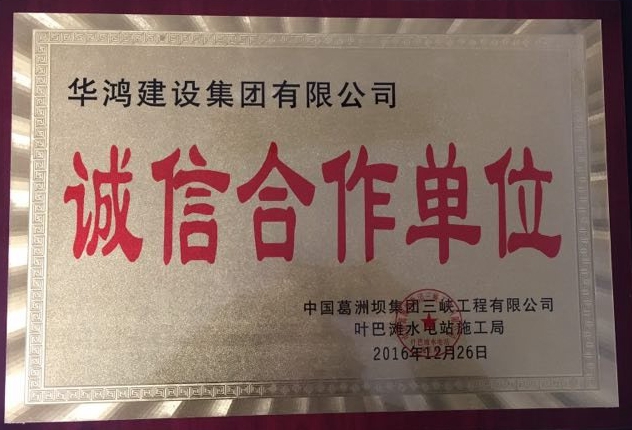 华鸿建设集团有限公司
诚信合作单位
中国葛洲坝集团三峡工程有限公司
叶巴滩水电站施工局
2016年12月26日